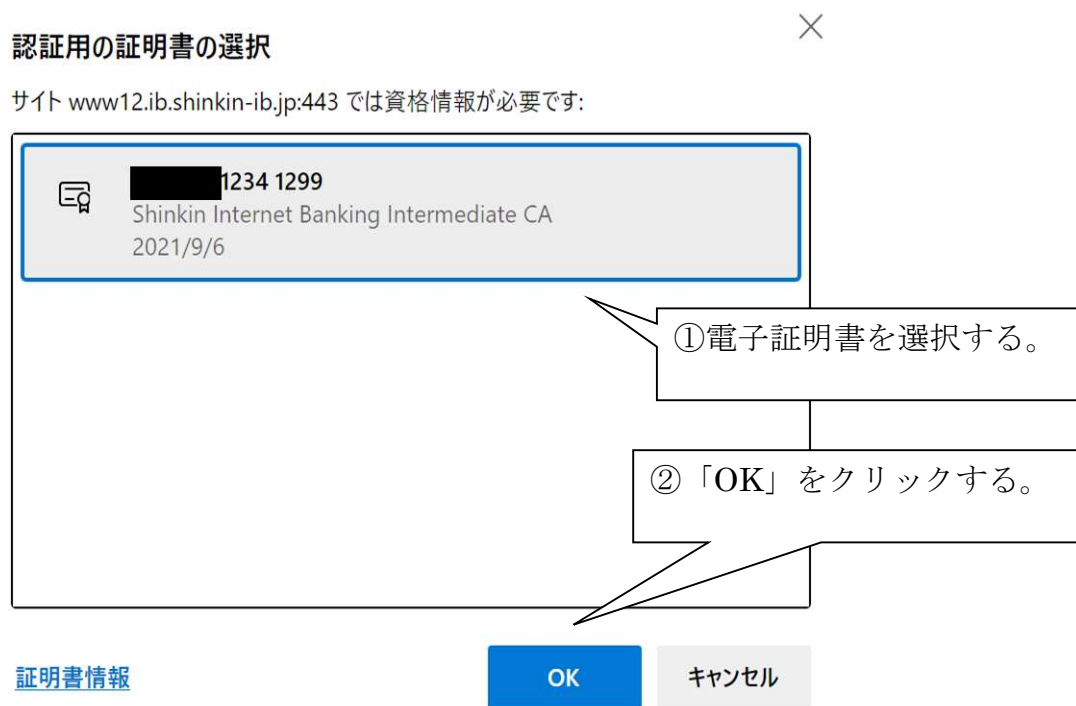 認証用の証明書の選択
サイト www12.ib.shinkin-ib.jp:443 では資格情報が必要です:
1234 1299
Shinkin Internet Banking Intermediate CA
2021/9/6
①電子証明書を選択する。
②「OK」をクリックする。
証明書情報
OK
キャンセル